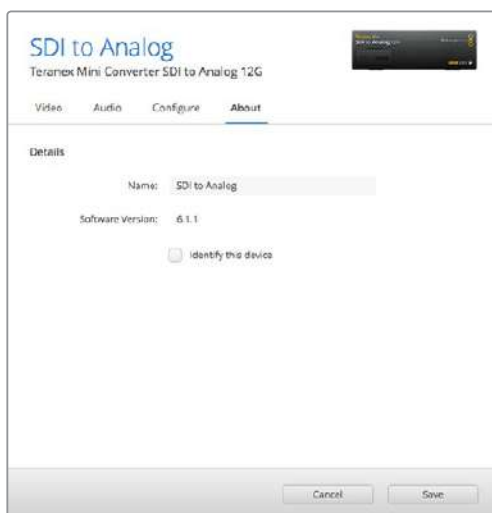 SDI to Analog
Teranex Mini Converter SDI to Analog 12G
Video Audio Configure About
Details
Name: SDI to Analog
Software Version: 6.1.1
Identify this device
Cancel Save